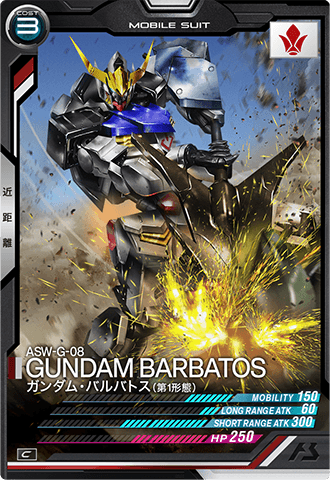 COST
3
MOBILE SUIT
近距離
ASW-G-08
GUNDAM BARBATOS
ガンダム・バルバトス(第1形態)
MOBILITY 150
LONG RANGE ATK 60
SHORT RANGE ATK 300
HP 250
C